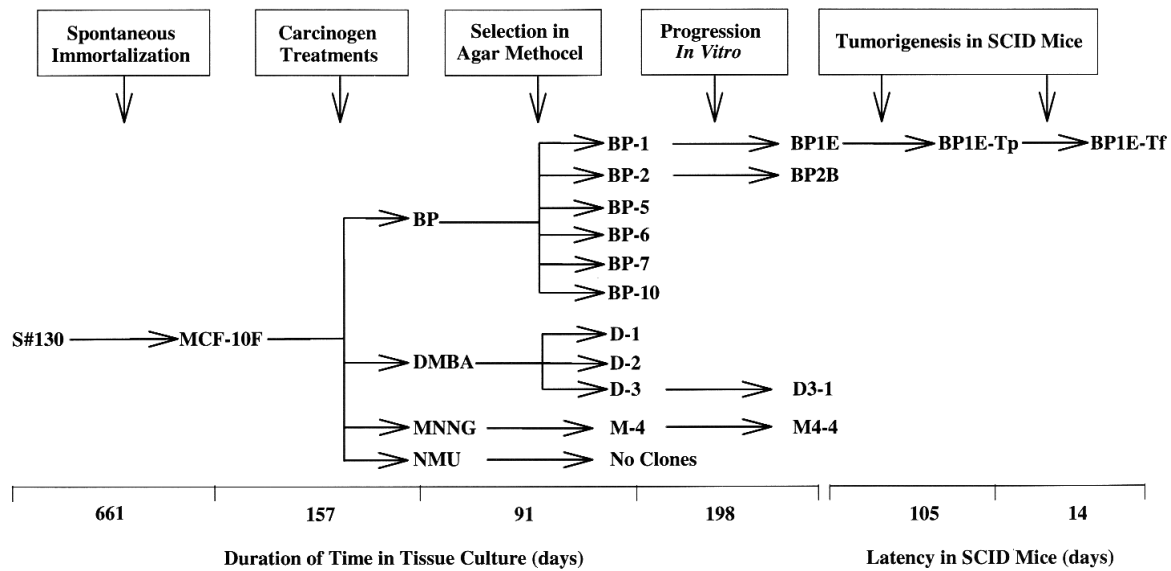 Spontaneous
Immortalization
Carcinogen
Treatments
Selection in
Agar Methocel
Progression
In Vitro
Tumorigenesis in SCID Mice
BP-1
BP1E
BP1E-Tp
BP1E-Tf
BP-2
BP2B
BP
BP-5
BP-6
BP-7
BP-10
S#130
MCF-10F
D-1
DMBA
D-2
D-3
D3-1
MNNG
M-4
M4-4
NMU
No Clones
661
157
91
198
105
14
Duration of Time in Tissue Culture (days)
Latency in SCID Mice (days)